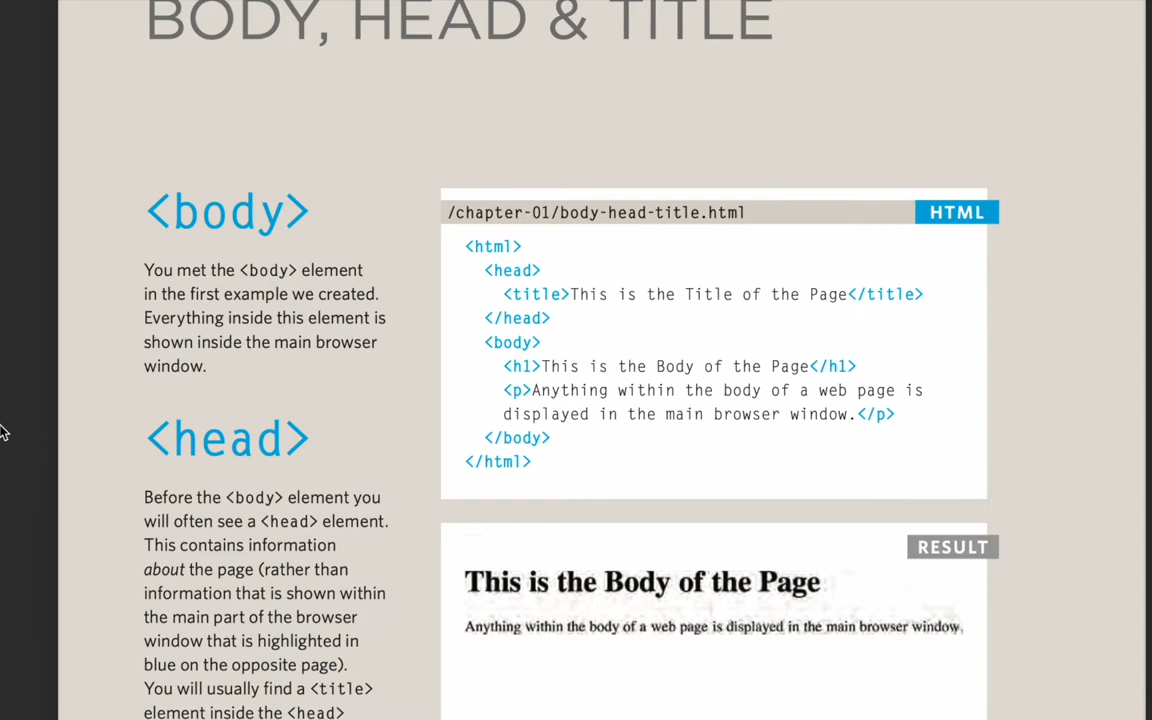 BODY, HEAD & TITLE
<body>
You met the <body> element
in the first example we created.
Everything inside this element is
shown inside the main browser
window.
<head>
Before the <body> element you
will often see a <head> element.
This contains information
about the page (rather than
information that is shown within
the main part of the browser
window that is highlighted in
blue on the opposite page).
You will usually find a <title>
element inside the <head>
/chapter-01/body-head-title.html
HTML
<html>
<head>
<title>This is the Title of the Page</title>
</head>
<body>
<h1>This is the Body of the Page</h1>
<p>Anything within the body of a web page is
displayed in the main browser window.</p>
</body>
</html>
RESULT
This is the Body of the Page
Anything within the body of a web page is displayed in the main browser window.